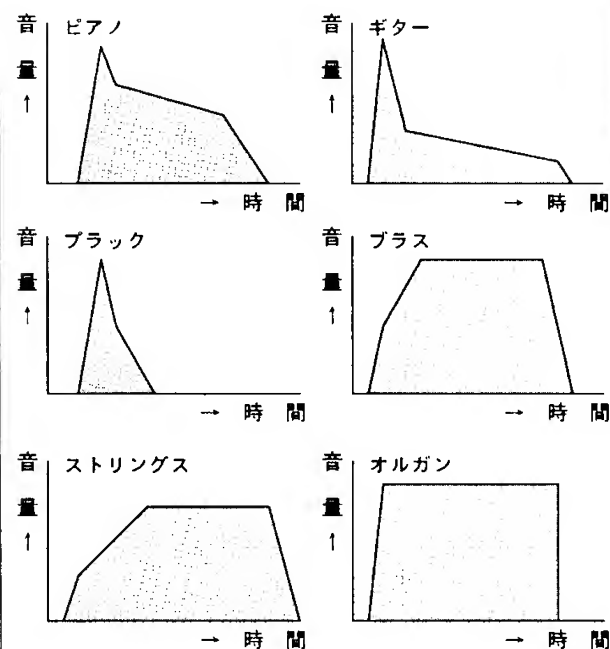 音量↑ ピアノ
→ 時間
音量↑ ギター
→ 時間
音量↑ プラック
→ 時間
音量↑ ブラス
→ 時間
音量↑ ストリングス
→ 時間
音量↑ オルガン
→ 時間